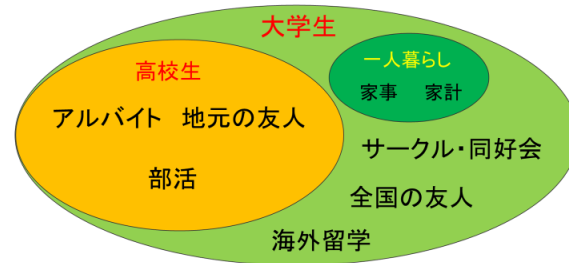 大学生
高校生
アルバイト 地元の友人
部活
一人暮らし
家事 家計
サークル・同好会
全国の友人
海外留学